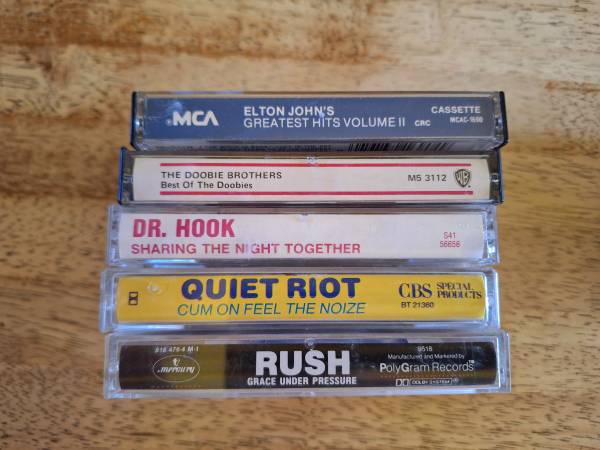 MCA
ELTON JOHN'S
GREATEST HITS VOLUME II
CRC
CASSETTE
MCAC-1690
THE DOOBIE BROTHERS
Best Of The Doobies
M5 3112
WB
DR. HOOK
SHARING THE NIGHT TOGETHER
S41
56656
QUIET RIOT
CUM ON FEEL THE NOIZE
CBS SPECIAL PRODUCTS
BT 21360
818 476-4 M-1
mercury
RUSH
GRACE UNDER PRESSURE
9518
Manufactured and Marketed by
PolyGram Records
DOLBY SYSTEM